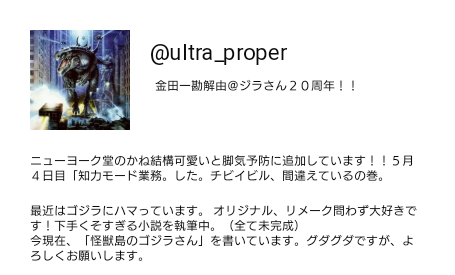 @ultra_proper
金田一勘解由＠ジラさん２０周年！！
ニューヨーク堂のかね結構可愛いと脚気予防に追加しています！！５月
４日目「知力モード業務。した。チビイビル、間違えているの巻。
最近はゴジラにハマっています。 オリジナル、リメーク問わず大好きで
す！下手くそすぎる小説を執筆中。（全て未完成）
今現在、「怪獣島のゴジラさん」を書いています。グダグダですが、よ
ろしくお願いします。